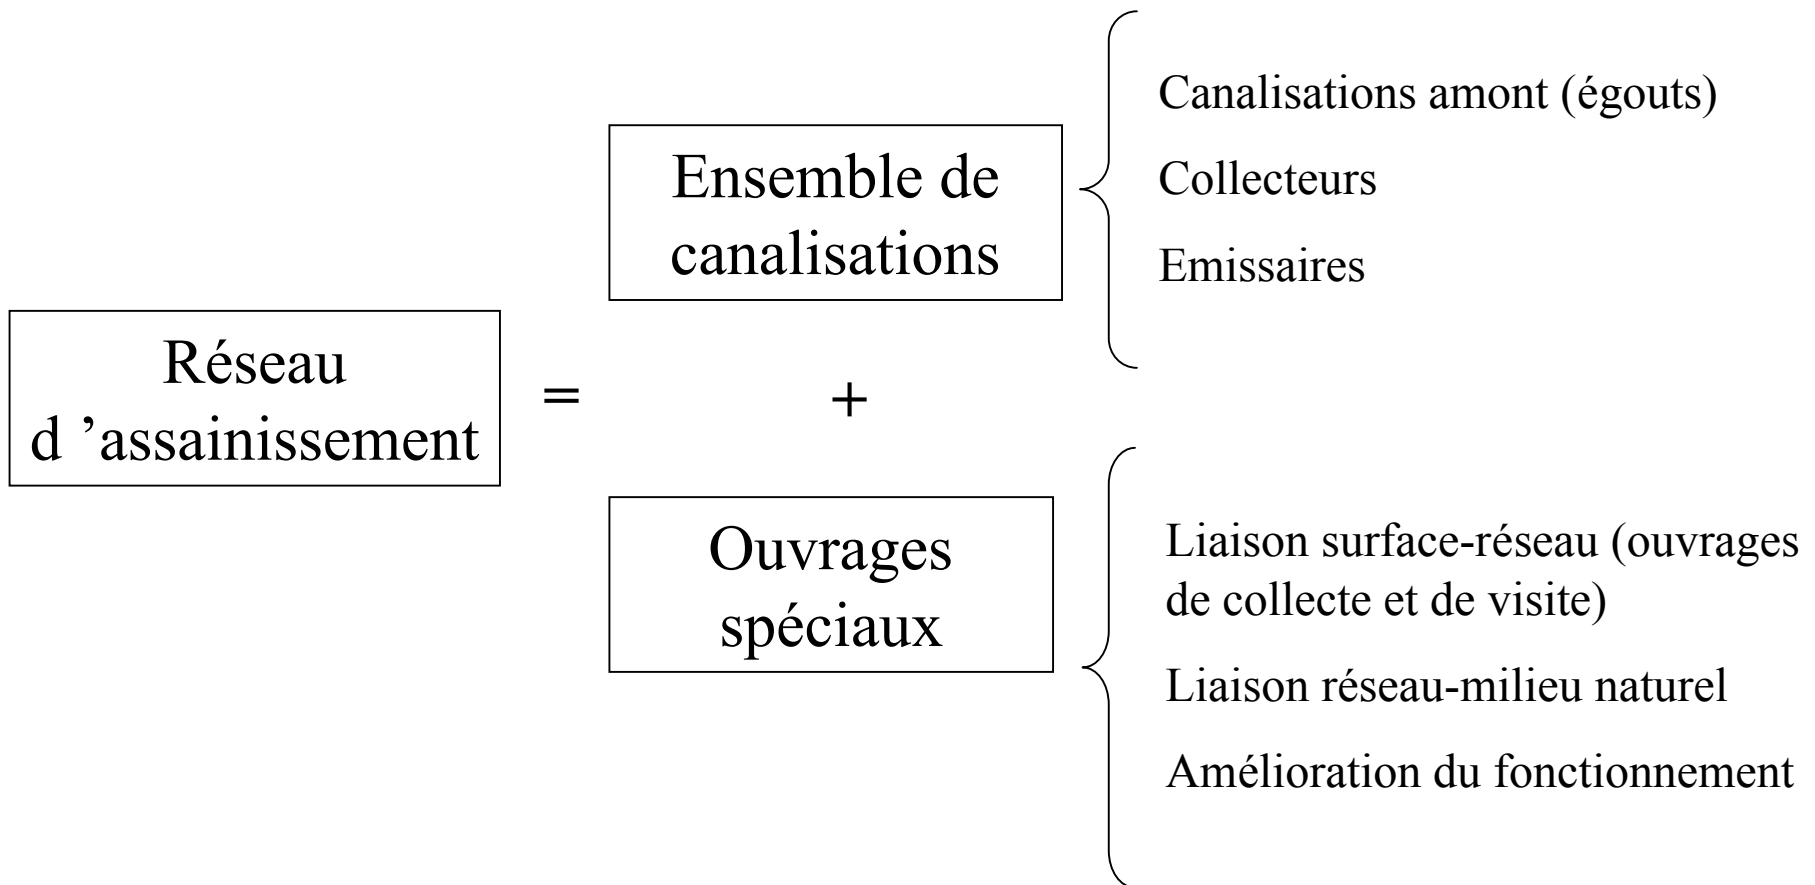 Réseau
d ’assainissement
=
Ensemble de
canalisations
+
Ouvrages
spéciaux
Canalisations amont (égouts)
Collecteurs
Emissaires
Liaison surface-réseau (ouvrages
de collecte et de visite)
Liaison réseau-milieu naturel
Amélioration du fonctionnement